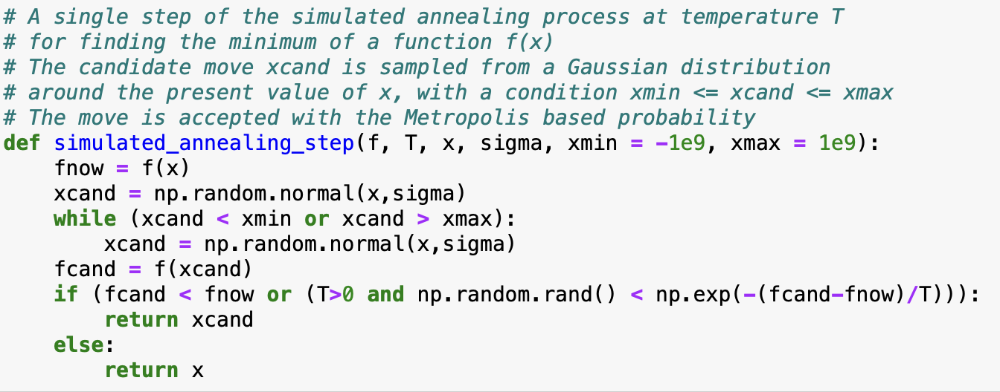 # A single step of the simulated annealing process at temperature T
# for finding the minimum of a function f(x)
# The candidate move xcand is sampled from a Gaussian distribution
# around the present value of x, with a condition xmin <= xcand <= xmax
# The move is accepted with the Metropolis based probability
def simulated_annealing_step(f, T, x, sigma, xmin = -1e9, xmax = 1e9):
    fnow = f(x)
    xcand = np.random.normal(x,sigma)
    while (xcand < xmin or xcand > xmax):
        xcand = np.random.normal(x,sigma)
    fcand = f(xcand)
    if (fcand < fnow or (T>0 and np.random.rand() < np.exp(-(fcand-fnow)/T))):
        return xcand
    else:
        return x